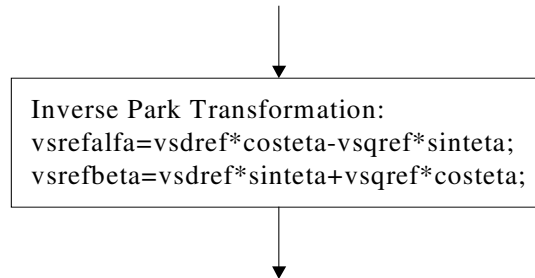 Inverse Park Transformation:
vsrefalfa=vsdref*costeta-vsqref*sinteta;
vsrefbeta=vsdref*sinteta+vsqref*costeta;